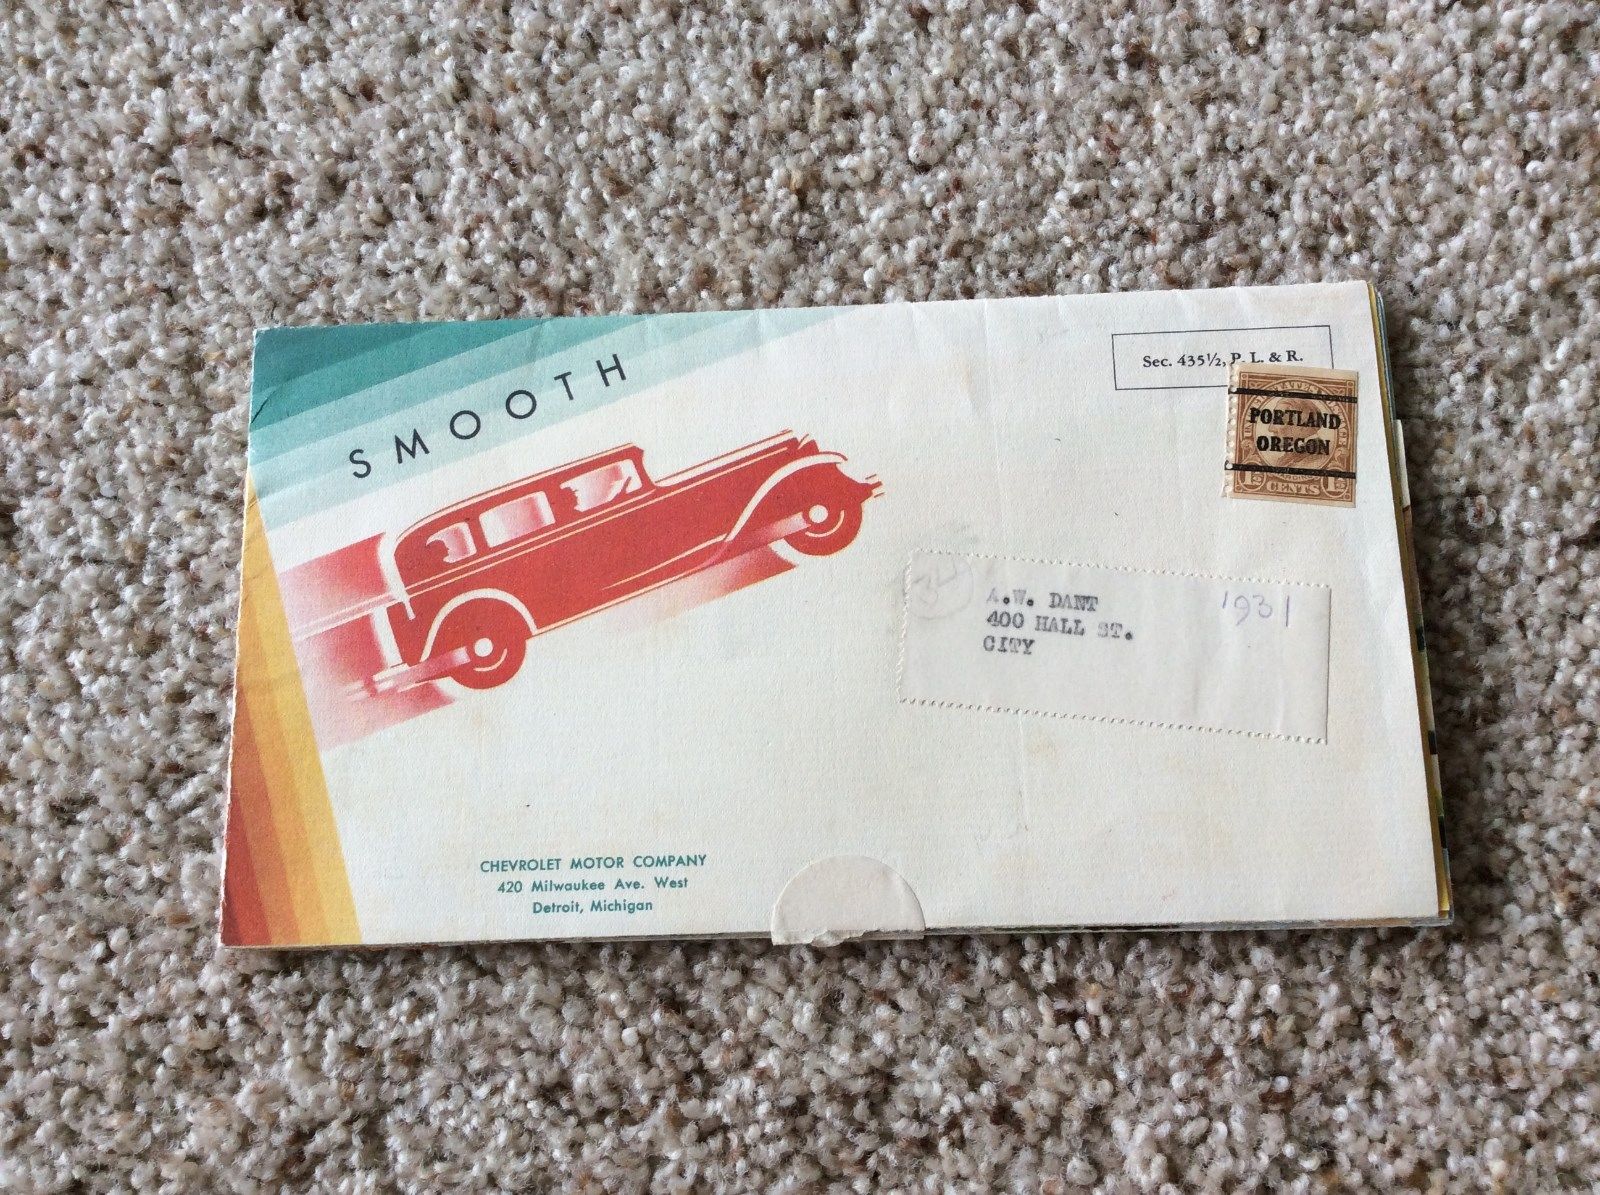 SMOOTH
Sec. 435½, P. L. & R.
PORTLAND
OREGON
CENTS
A.W. DANT
1931
400 HALL ST.
CITY
CHEVROLET MOTOR COMPANY
420 Milwaukee Ave. West
Detroit, Michigan